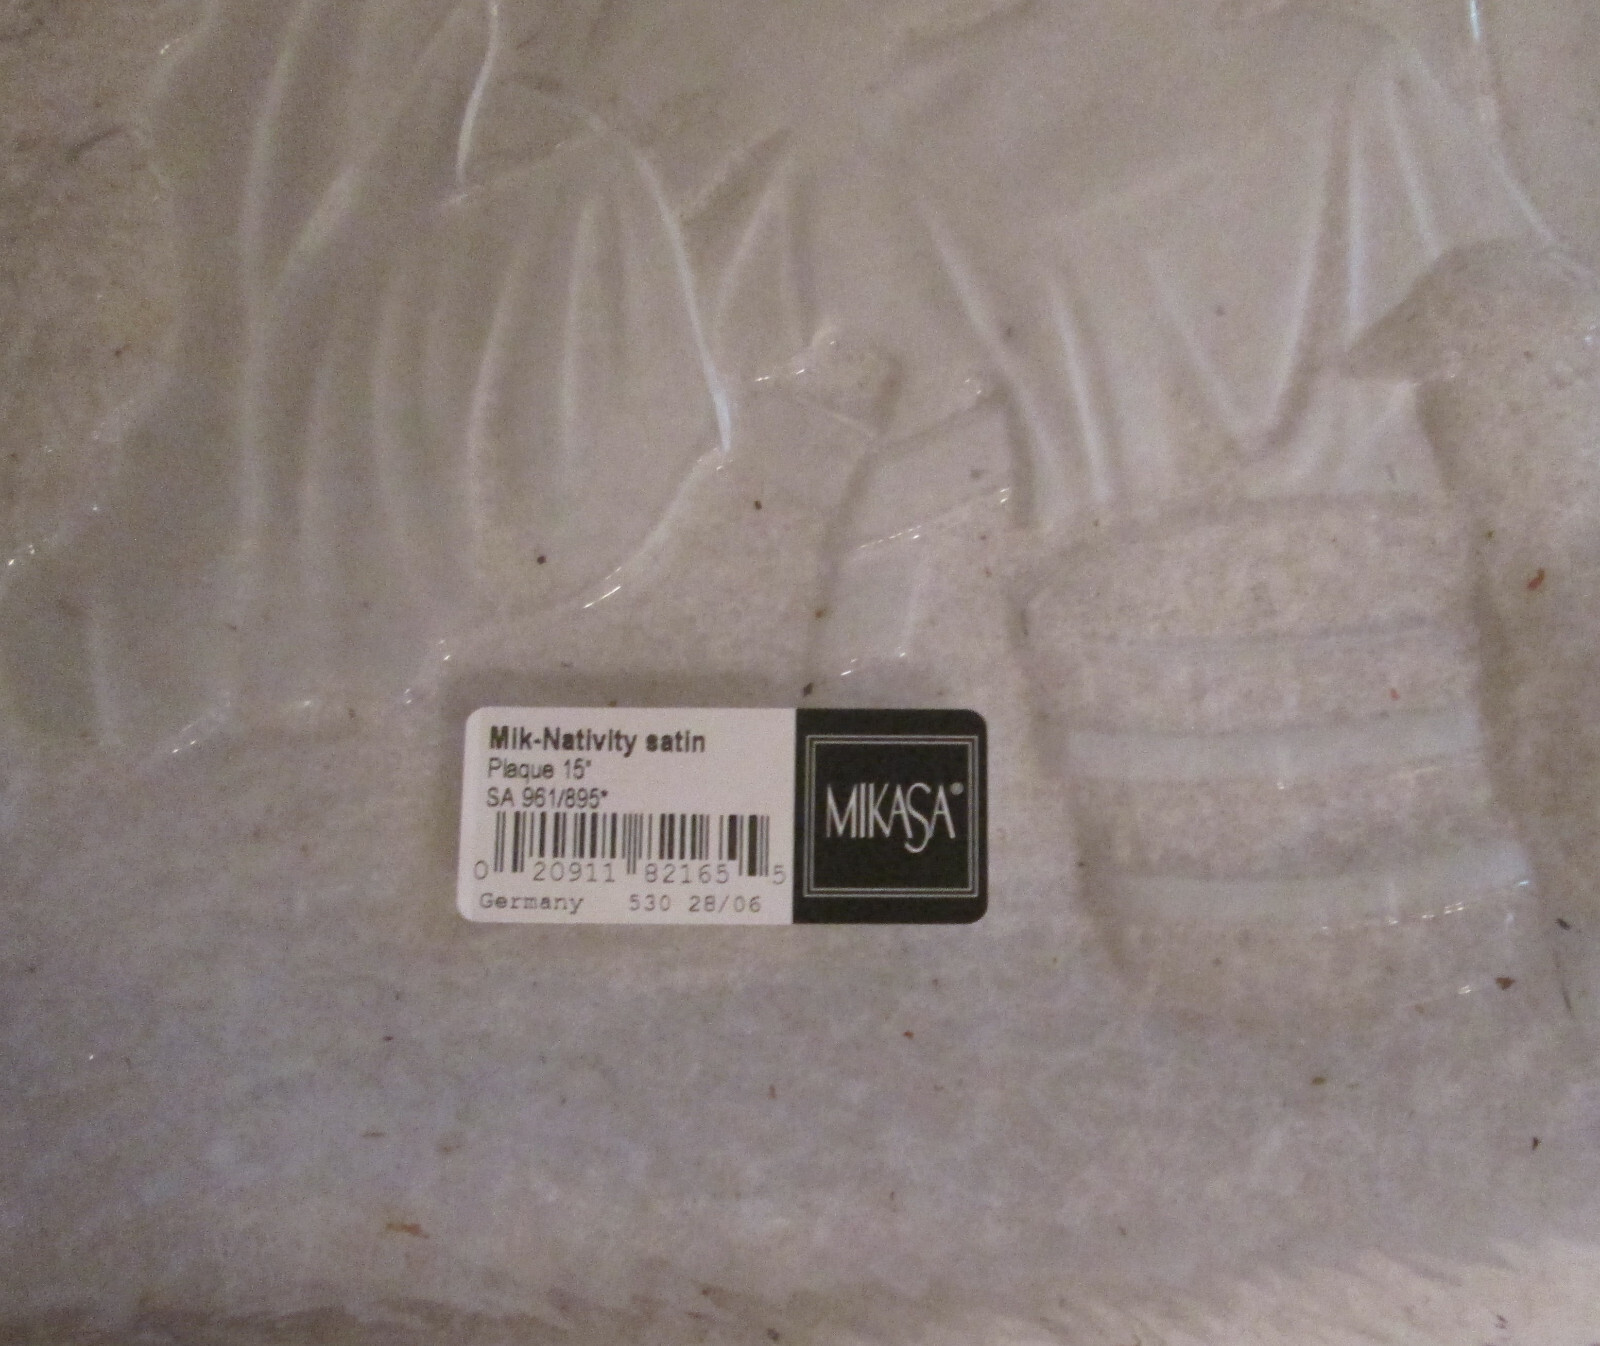 Mik-Nativity satin
Plaque 15"
SA 961/895*
0 20911 82165 5
Germany 530 28/06
MIKASA®